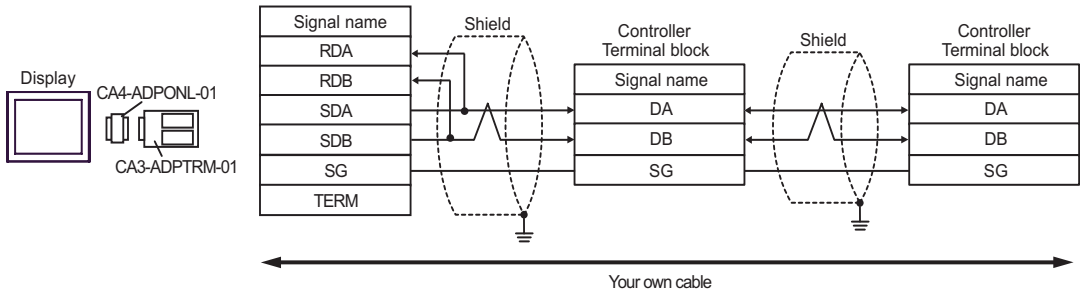 Display
CA4-ADPONL-01
CA3-ADPTRM-01
Signal name
RDA
RDB
SDA
SDB
SG
TERM
Shield
Controller
Terminal block
Signal name
DA
DB
SG
Shield
Controller
Terminal block
Signal name
DA
DB
SG
Your own cable